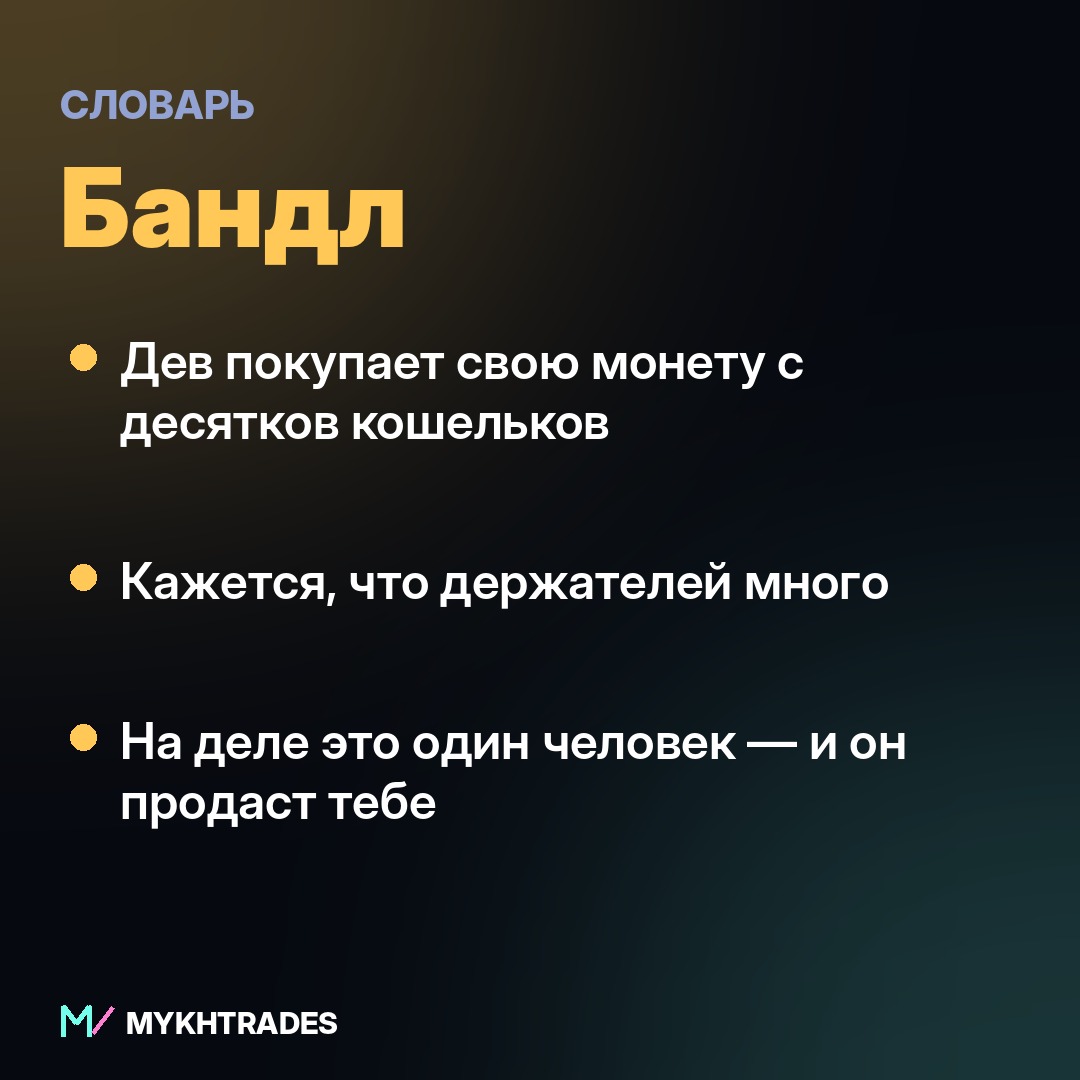 СЛОВАРЬ
Бандл
Дев покупает свою монету с
десятков кошельков
Кажется, что держателей много
На деле это один человек — и он
продаст тебе
MYKHTRADES